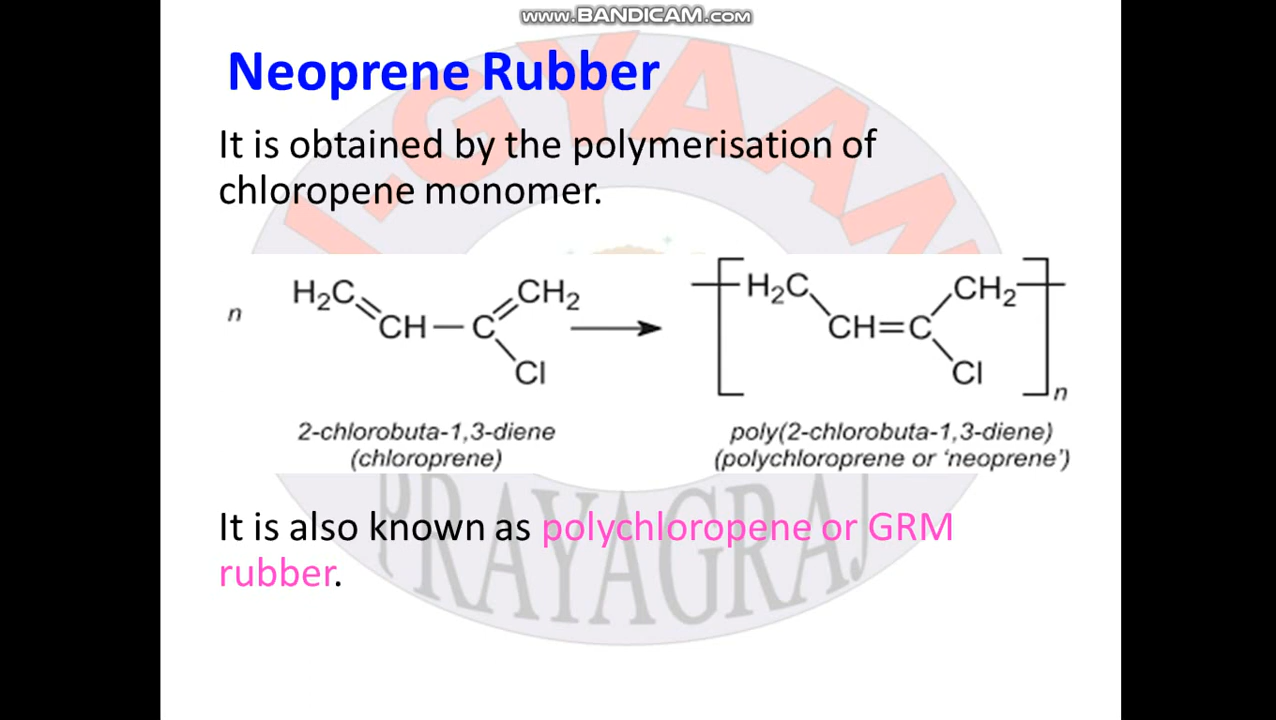 www.BANDICAM.com
Neoprene Rubber
It is obtained by the polymerisation of
chloropene monomer.
n H₂C CH C CH₂ Cl
H₂C CH=C CH₂ Cl n
2-chlorobuta-1,3-diene
(chloroprene)
poly(2-chlorobuta-1,3-diene)
(polychloroprene or ‘neoprene’)
It is also known as polychloropene or GRM
rubber.
I-GYAAN
PRAYAGRAJ